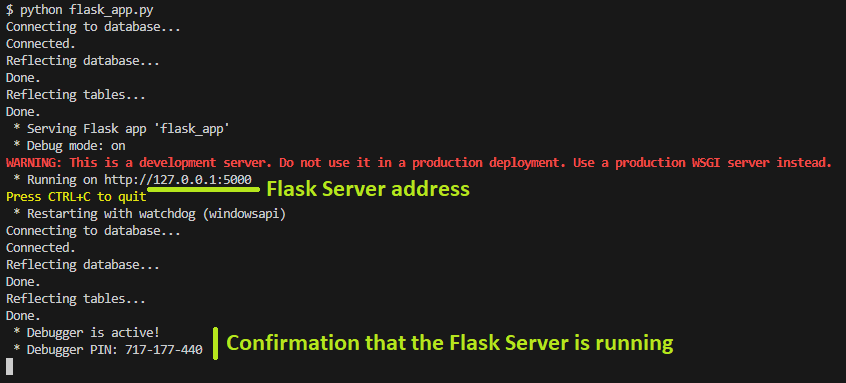 $ python flask_app.py
Connecting to database...
Connected.
Reflecting database...
Done.
Reflecting tables...
Done.
* Serving Flask app 'flask_app'
* Debug mode: on
WARNING: This is a development server. Do not use it in a production deployment. Use a production WSGI server instead.
* Running on http://127.0.0.1:5000 Flask Server address
Press CTRL+C to quit
* Restarting with watchdog (windowsapi)
Connecting to database...
Connected.
Reflecting database...
Done.
Reflecting tables...
Done.
* Debugger is active!
* Debugger PIN: 717-177-440
Confirmation that the Flask Server is running